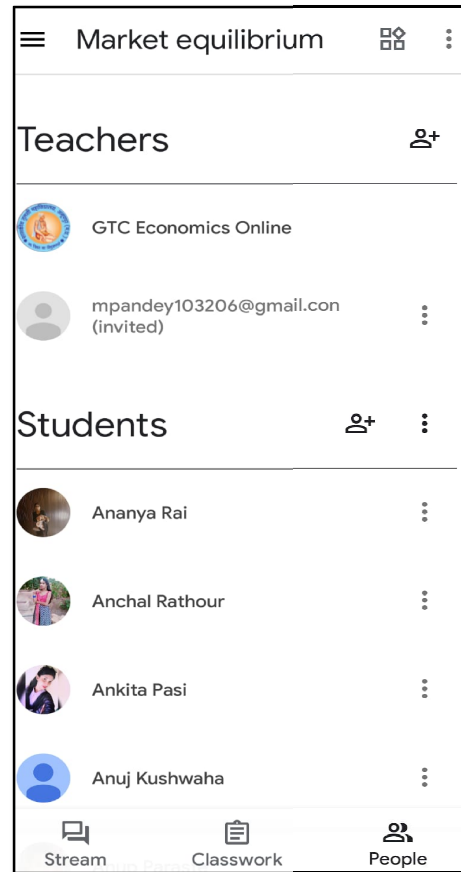 Market equilibrium
Teachers
GTC Economics Online
mpandey103206@gmail.con
(invited)
Students
Ananya Rai
Anchal Rathour
Ankita Pasi
Anuj Kushwaha
Stream
Classwork
People